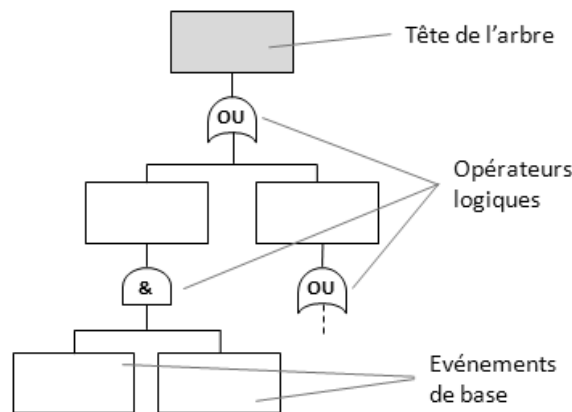 Tête de l'arbre
OU
Opérateurs
logiques
&
OU
Evénements
de base